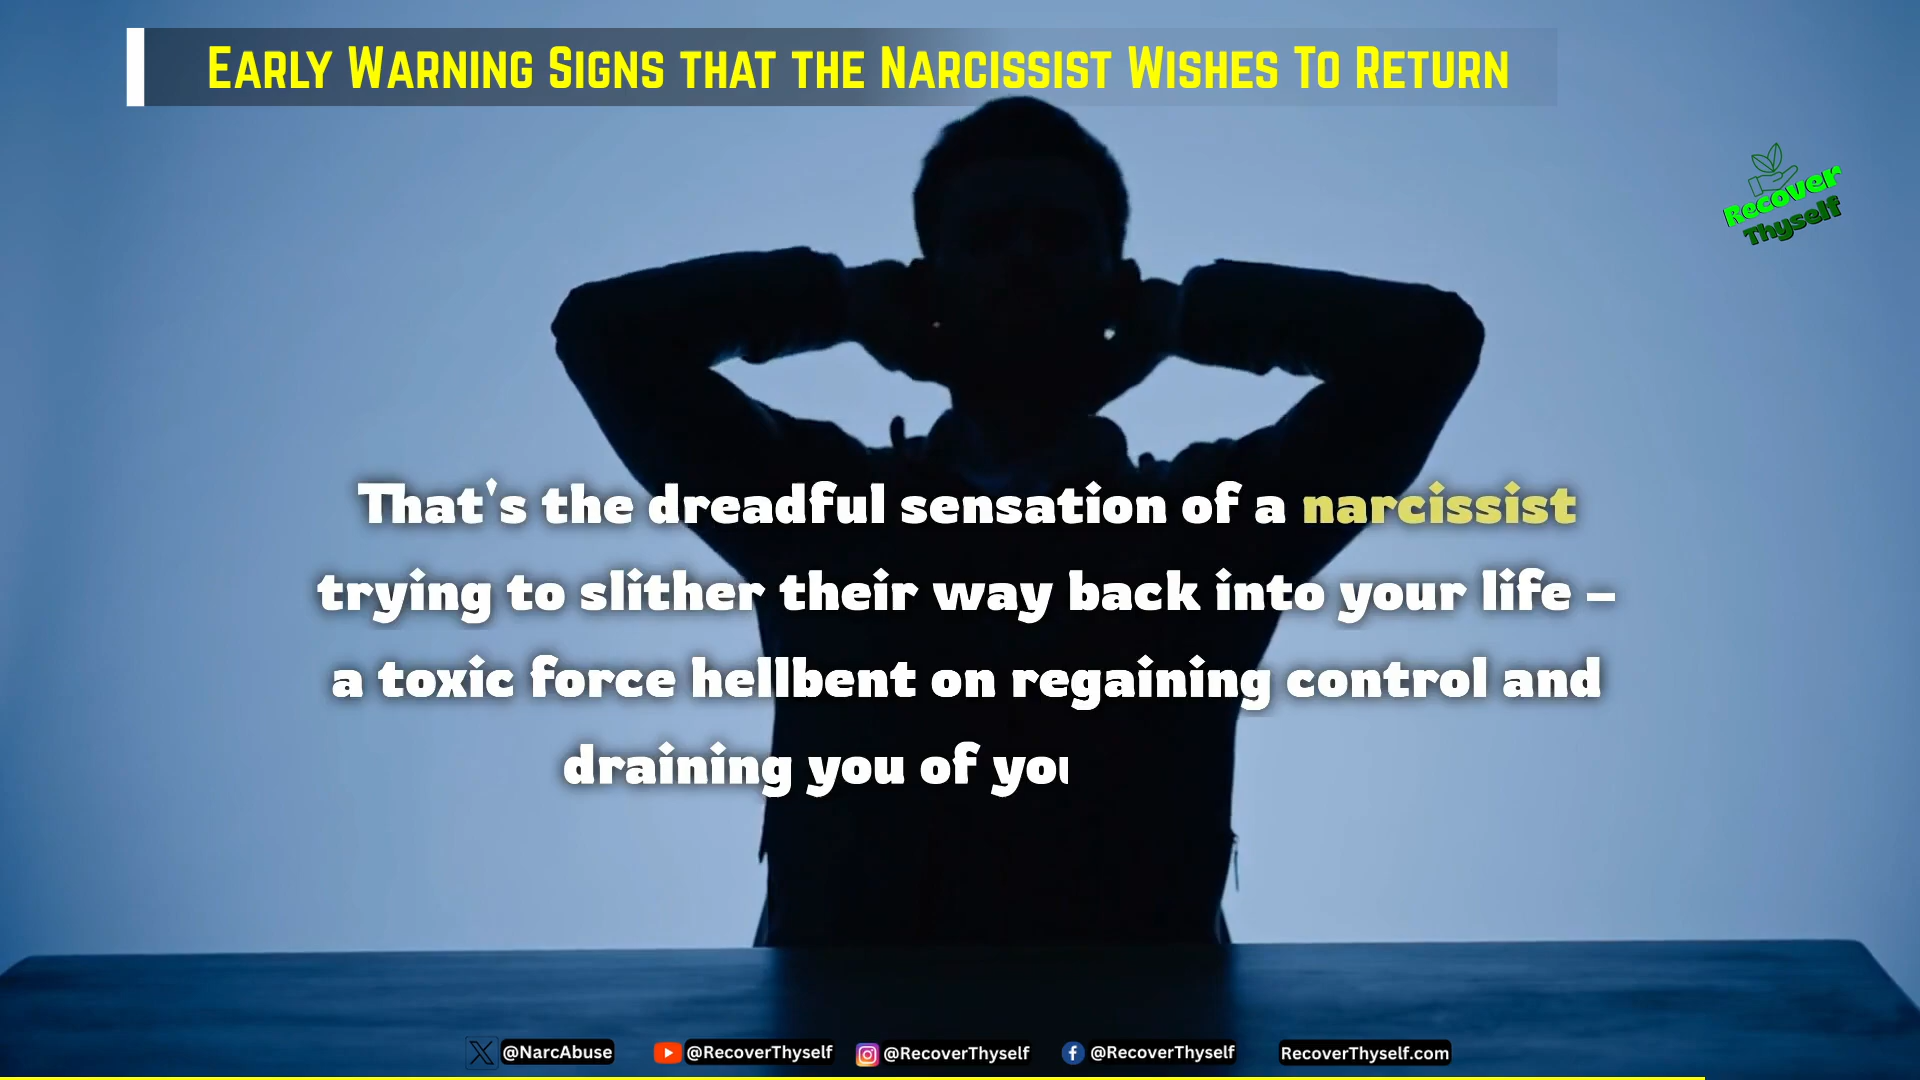 Early Warning Signs that the Narcissist Wishes To Return
Recover
Thyself
That's the dreadful sensation of a narcissist
trying to slither their way back into your life –
a toxic force hellbent on regaining control and
draining you of you
@NarcAbuse
@RecoverThyself
@RecoverThyself
@RecoverThyself
RecoverThyself.com